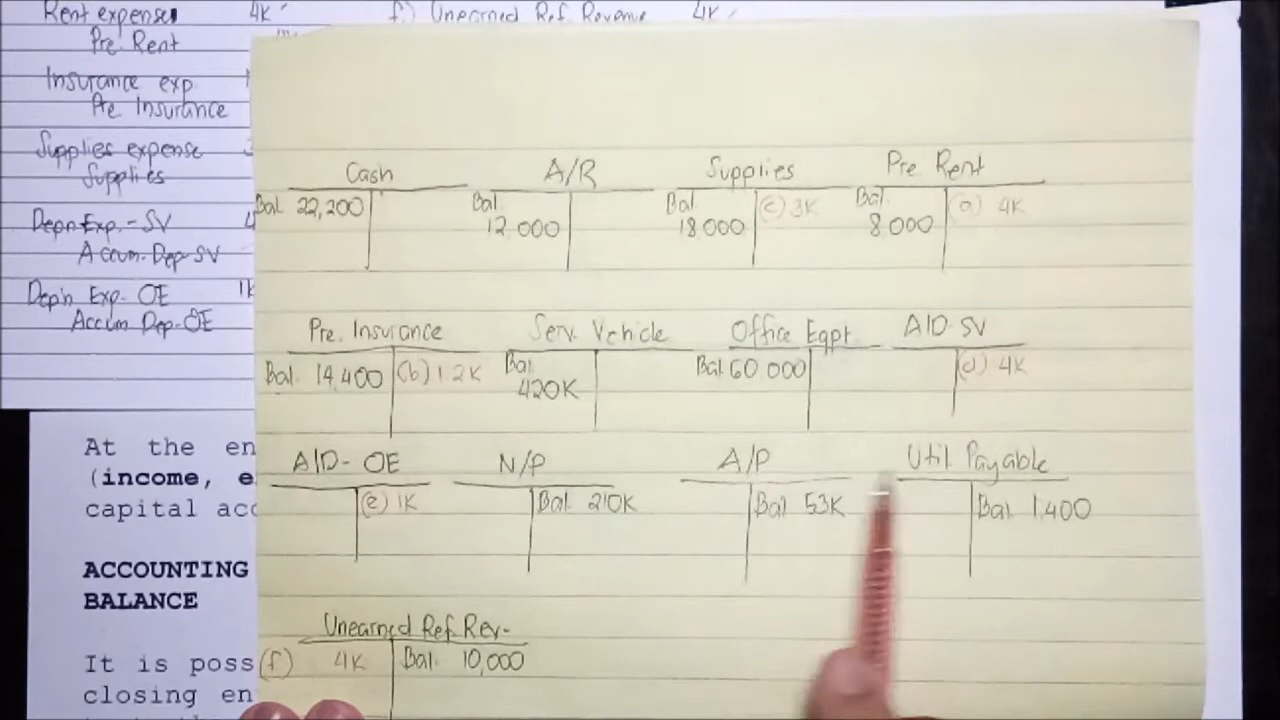 Rent expense 4K f) Unearned Ref. Revenue 4K
Pre. Rent
Insurance exp.
Pre Insurance
Supplies expense
Supplies
Depn Exp.-SV
Accum. Dep-SV
Dep'n Exp- OE 1K
Accum Dep-OE
Cash A/R Supplies Pre Rent
Bal 22,200 Bal 12,000 Bal 18,000 (c) 3K Bal. 8,000 (a) 4K
Pre. Insurance Serv. Vehicle Office Eqpt. A/D-SV
Bal. 14,400 (b) 1.2K Bal. 420K Bal 60,000 (d) 4K
A/D- OE N/P A/P Util Payable
(e) 1K Bal. 210K Bal 53K Bal. 1,400
Unearned Ref. Rev-
(f) 4K Bal. 10,000
At the en
(income, e
capital acc
ACCOUNTING
BALANCE
It is poss
closing en